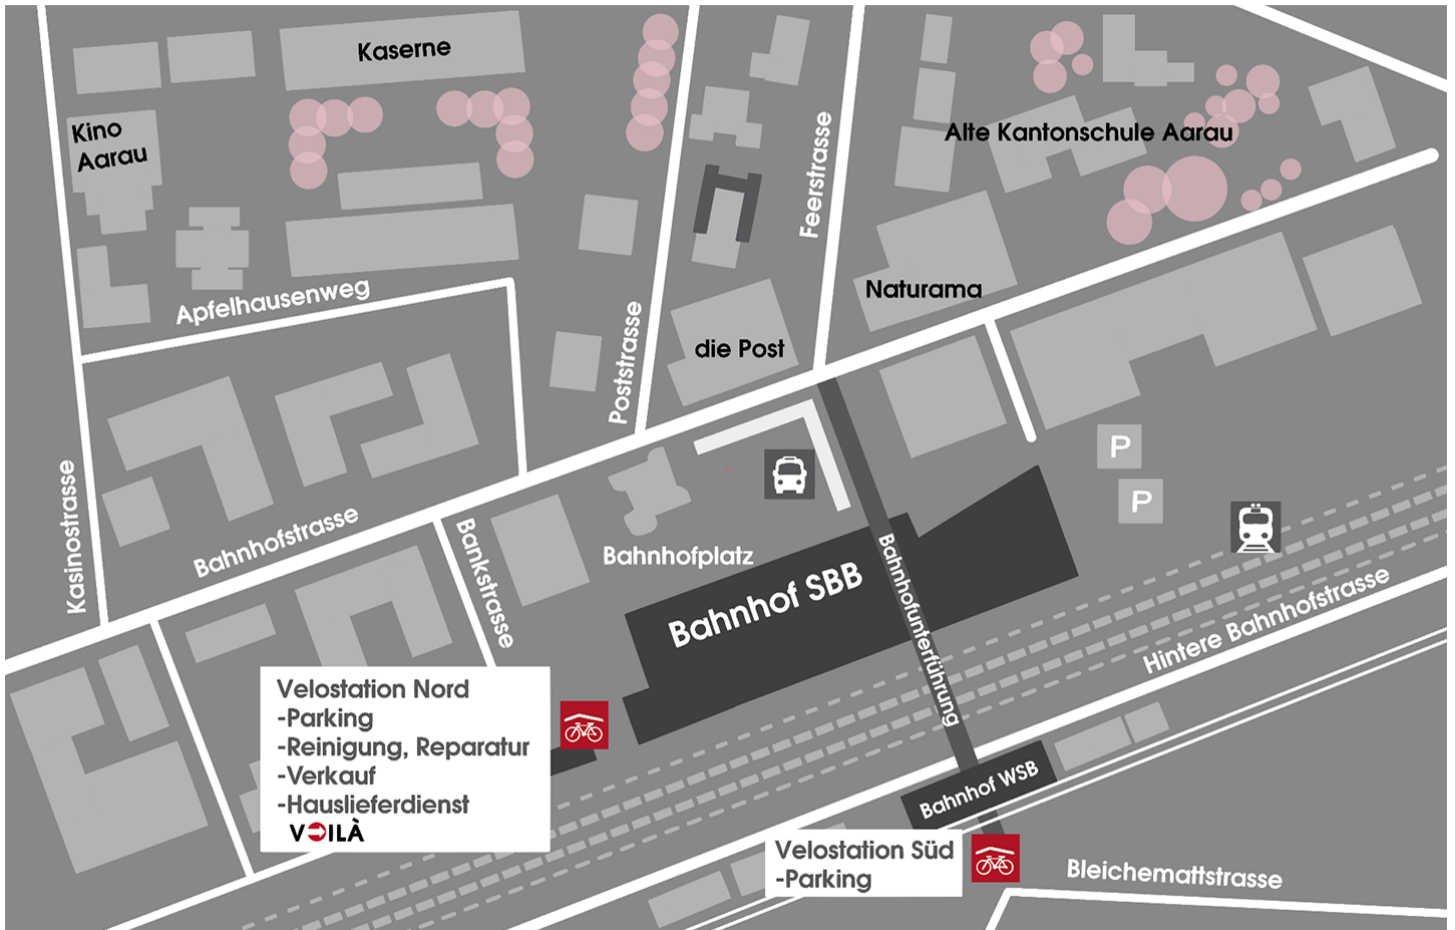 Kaserne
Kino
Aarau
Alte Kantonschule Aarau
Feerstrasse
Apfelhausenweg
Naturama
Poststrasse
die Post
Kasinostrasse
Bahnhofstrasse
Bankstrasse
Bahnhofplatz
P
P
Bahnhof SBB
Bahnhofunterführung
Hintere Bahnhofstrasse
Velostation Nord
-Parking
-Reinigung, Reparatur
-Verkauf
-Hauslieferdienst
VOILÀ
Bahnhof WSB
Velostation Süd
-Parking
Bleichemattstrasse